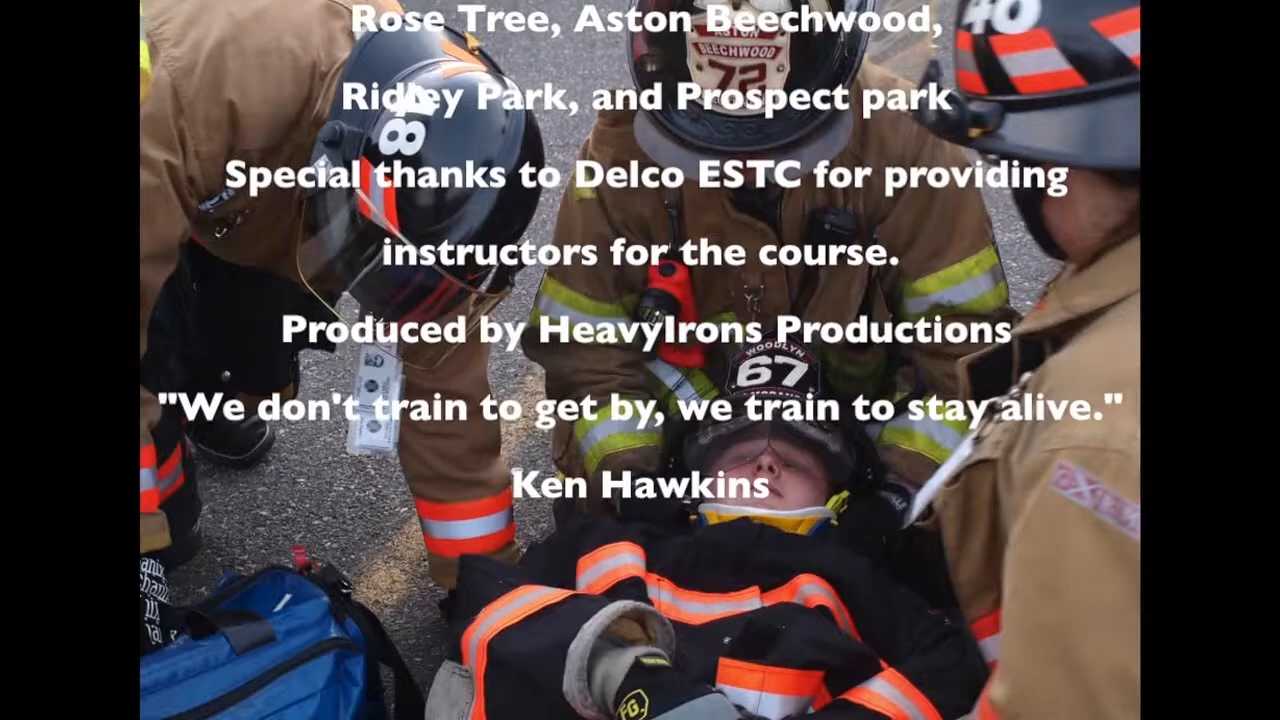 Rose Tree, Aston Beechwood,
Ridley Park, and Prospect park
Special thanks to Delco ESTC for providing
instructors for the course.
Produced by HeavyIrons Productions
"We don't train to get by, we train to stay alive."
Ken Hawkins
ASTON
BEECHWOOD
72
40
48
WOODLYN
67
FG